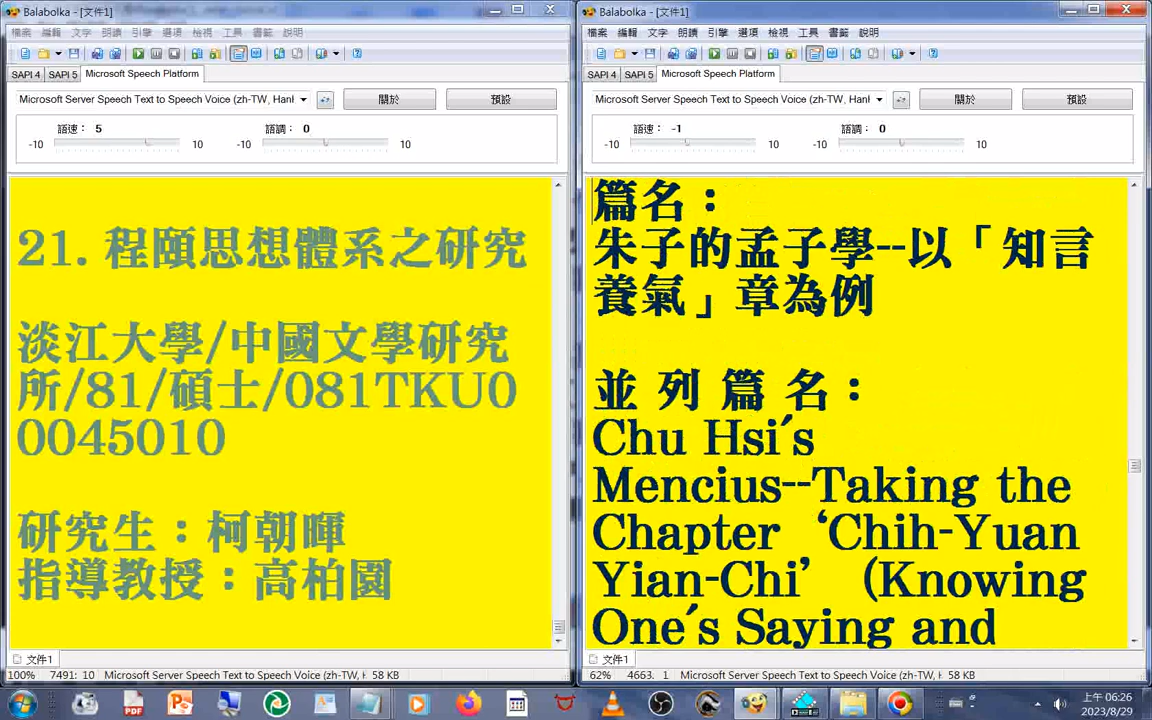 Balabolka - [文件1]
檔案 編輯 文字 朗讀 引擎 選項 檢視 工具 書籤 說明
SAPI 4 SAPI 5 Microsoft Speech Platform
Microsoft Server Speech Text to Speech Voice (zh-TW, Hanl
關於
預設
語速： 5
語調： 0
-10 10 -10 10
21. 程頤思想體系之研究
淡江大學/中國文學研究
所/81/碩士/081TKU0
0045010
研究生：柯朝暉
指導教授：高柏園
文件1
100% 7491: 10 Microsoft Server Speech Text to Speech Voice (zh-TW, H 58 KB
Balabolka - [文件1]
檔案 編輯 文字 朗讀 引擎 選項 檢視 工具 書籤 說明
SAPI 4 SAPI 5 Microsoft Speech Platform
Microsoft Server Speech Text to Speech Voice (zh-TW, Hanl
關於
預設
語速： -1
語調： 0
-10 10 -10 10
篇名：
朱子的孟子學--以「知言
養氣」章為例
並 列 篇 名：
Chu Hsi's
Mencius--Taking the
Chapter ‘Chih-Yuan
Yian-Chi’ (Knowing
One's Saying and
文件1
62% 4663: 1 Microsoft Server Speech Text to Speech Voice (zh-TW, H 58 KB
上午 06:26
2023/8/29